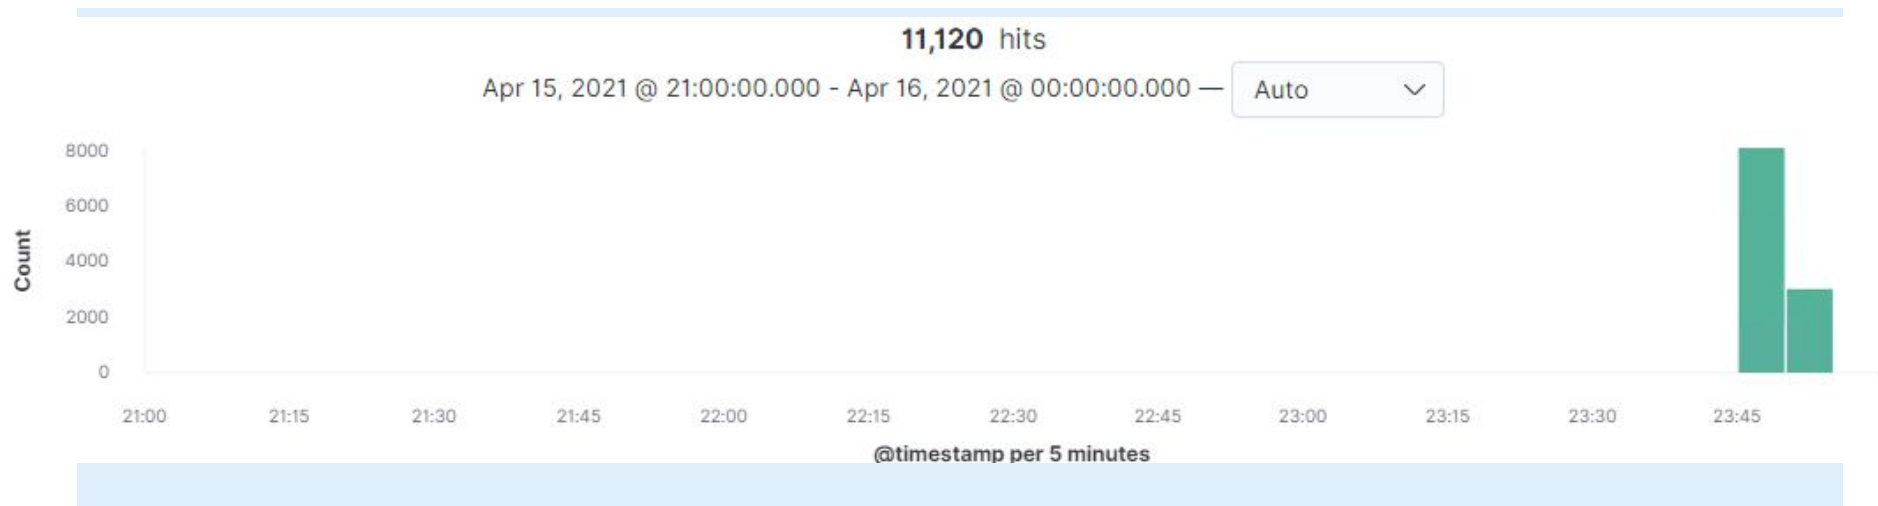 11,120 hits
Apr 15, 2021 @ 21:00:00.000 - Apr 16, 2021 @ 00:00:00.000 — Auto
8000
6000
4000
2000
0
Count
21:00 21:15 21:30 21:45 22:00 22:15 22:30 22:45 23:00 23:15 23:30 23:45
@timestamp per 5 minutes